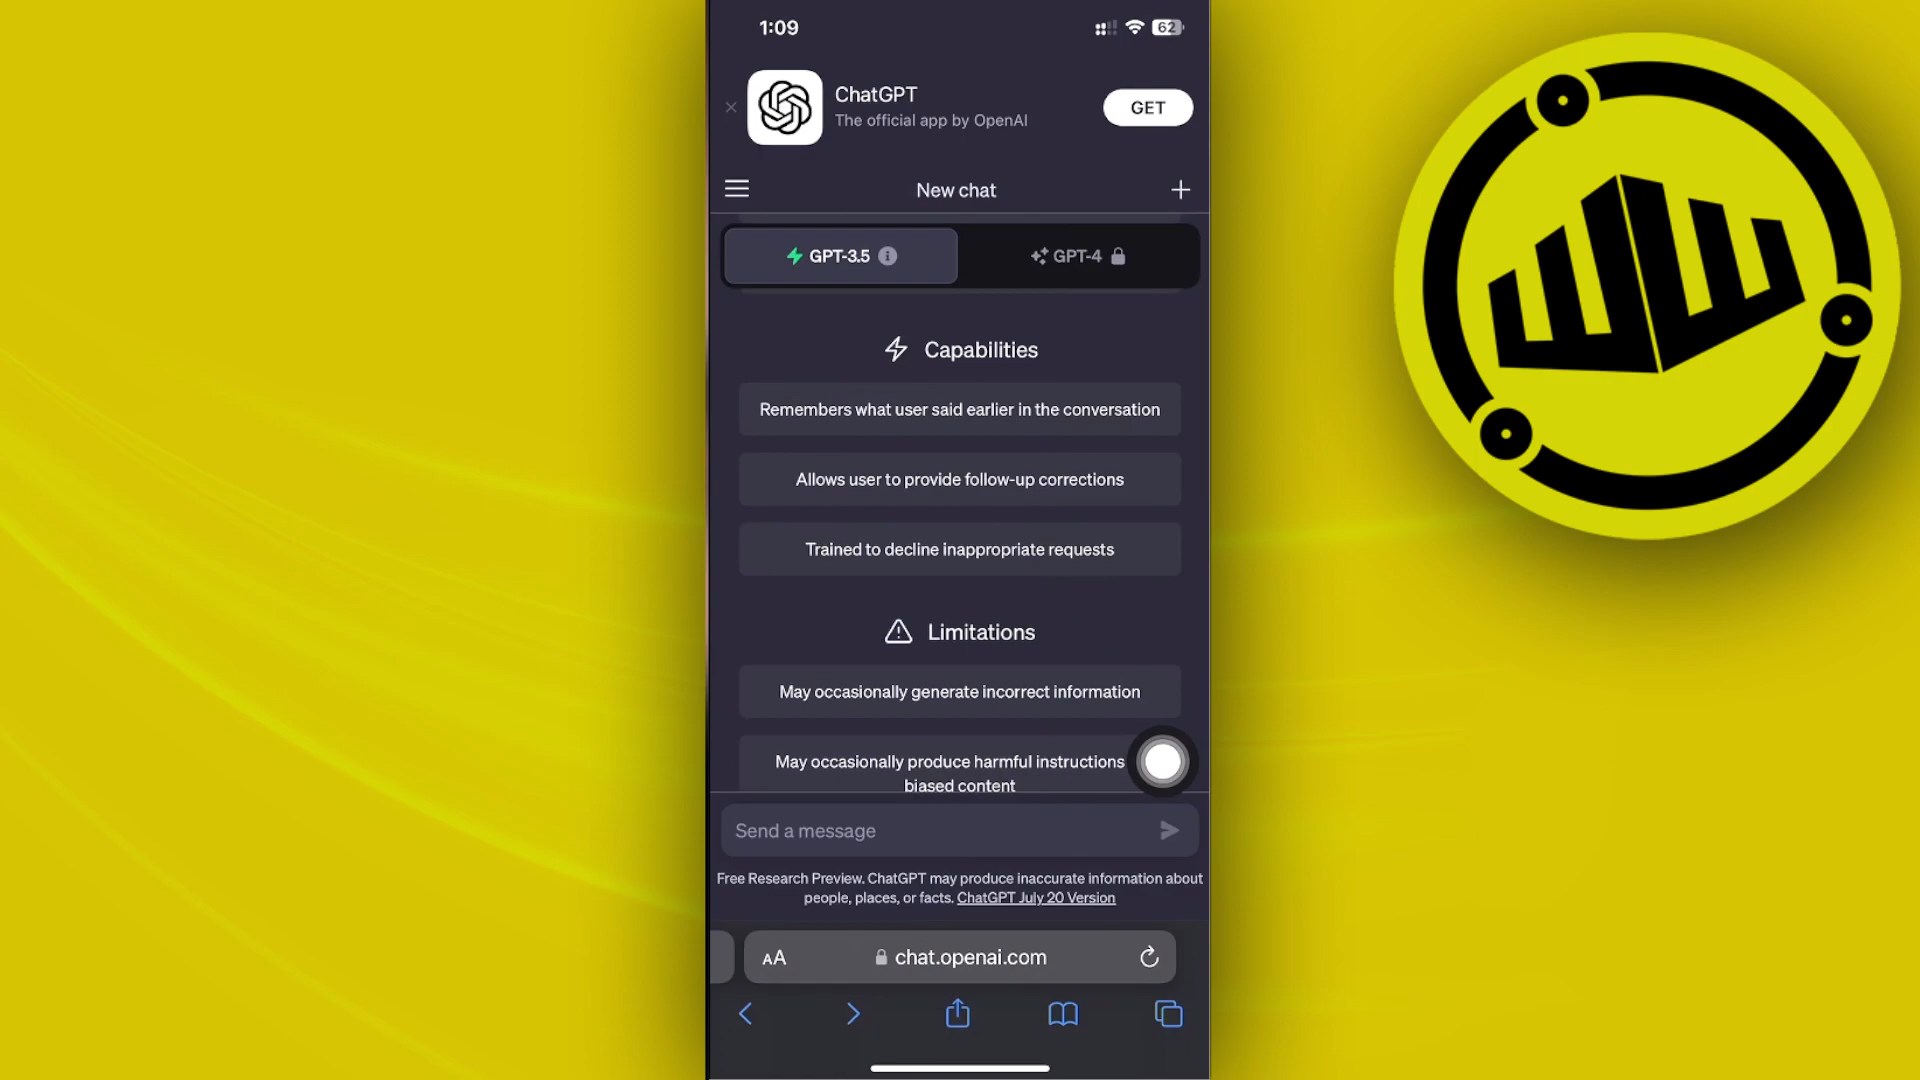 1:09
62
ChatGPT
The official app by OpenAI
GET
New chat
GPT-3.5
GPT-4
Capabilities
Remembers what user said earlier in the conversation
Allows user to provide follow-up corrections
Trained to decline inappropriate requests
Limitations
May occasionally generate incorrect information
May occasionally produce harmful instructions
biased content
Send a message
Free Research Preview. ChatGPT may produce inaccurate information about
people, places, or facts. ChatGPT July 20 Version
AA
chat.openai.com